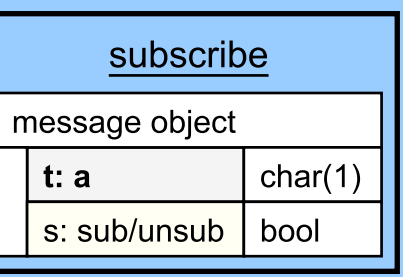 subscribe
message object
t: a char(1)
s: sub/unsub bool